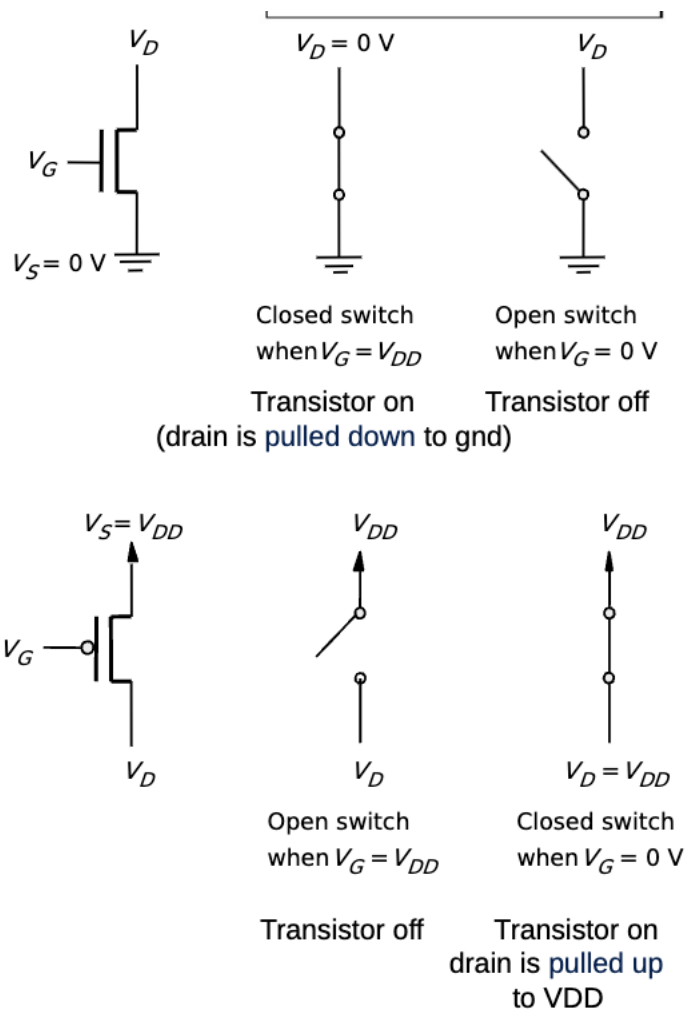 V_D
V_D = 0 V
V_D
V_G
V_S = 0 V
Closed switch
when V_G = V_DD
Open switch
when V_G = 0 V
Transistor on
Transistor off
(drain is pulled down to gnd)
V_S = V_DD
V_DD
V_DD
V_G
V_D
V_D
V_D = V_DD
Open switch
when V_G = V_DD
Closed switch
when V_G = 0 V
Transistor off
Transistor on
drain is pulled up
to VDD